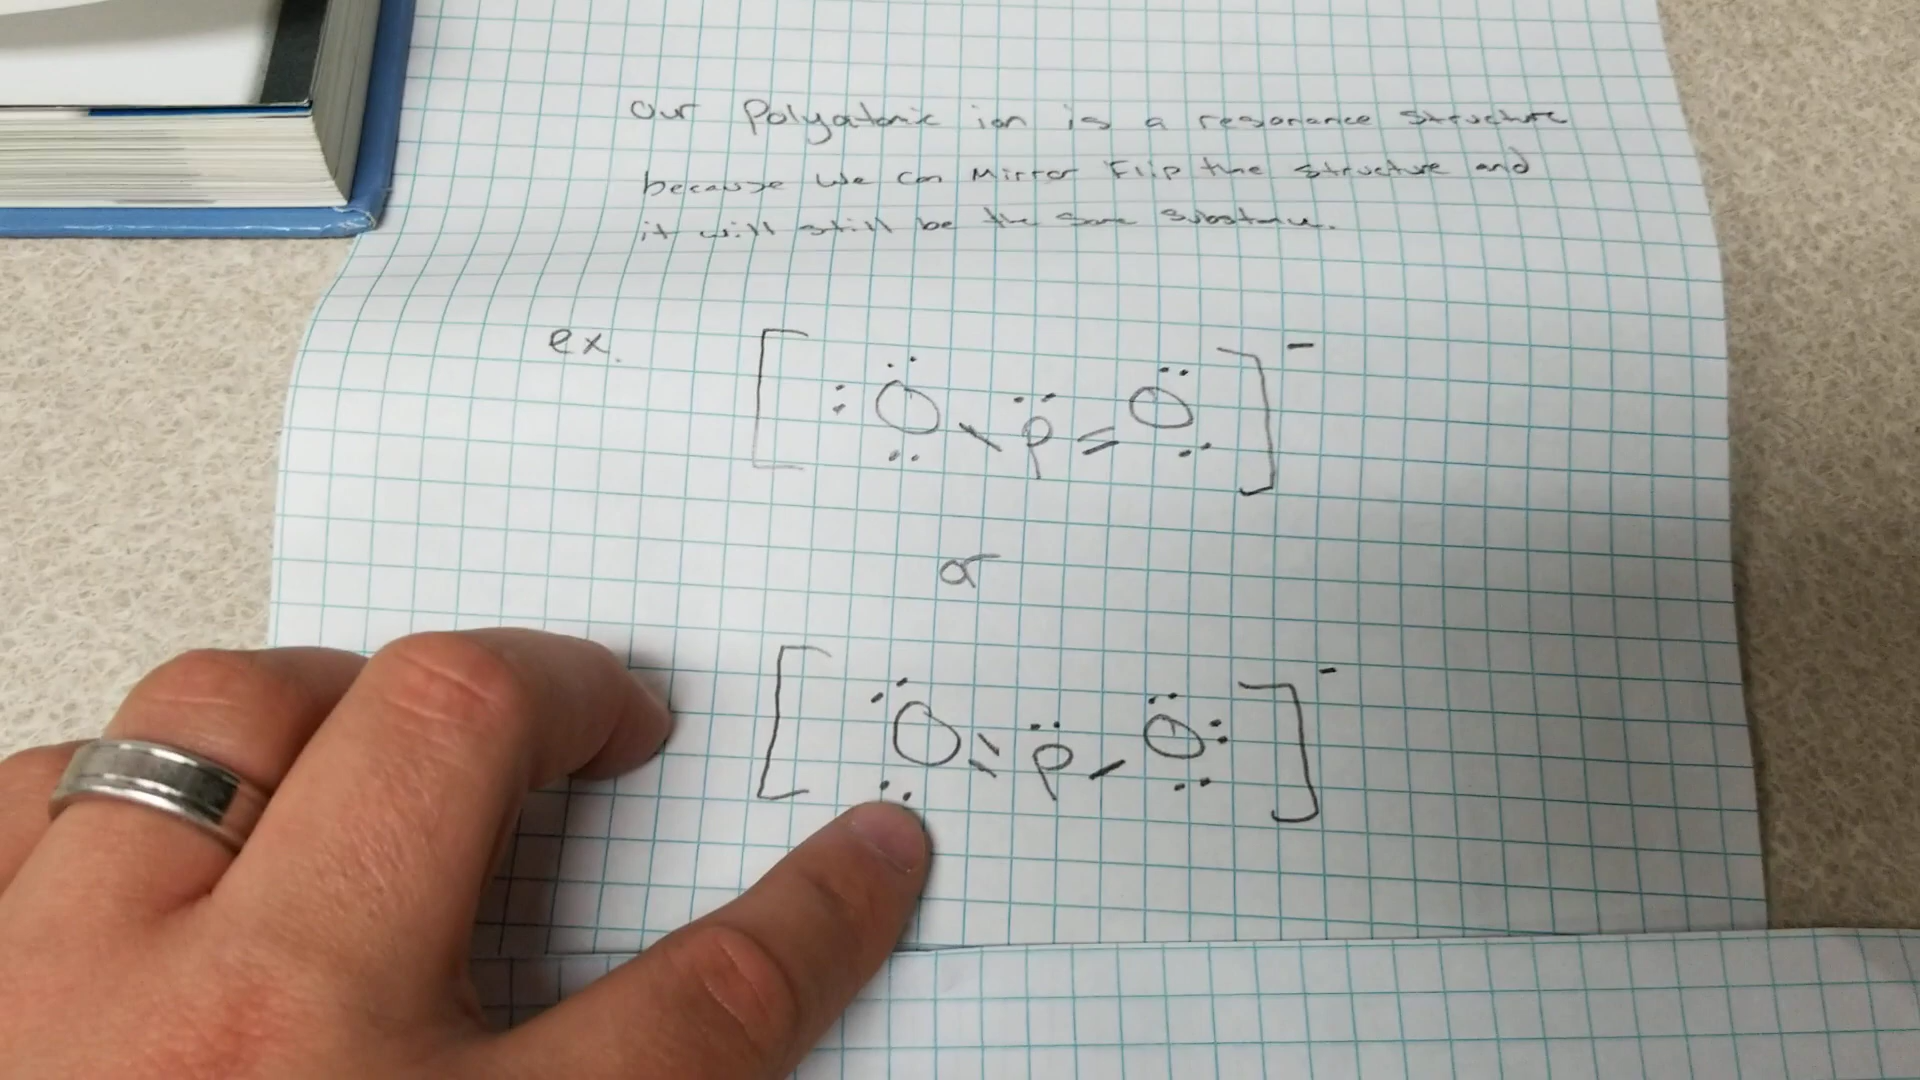 Our Polyatomic ion is a resonance structure
because we can Mirror Flip the structure and
it will still be the same substance.
ex.
[:Ö̤-P̈=Ö̤]⁻
or
[Ö̤=P̈-Ö̤:]⁻